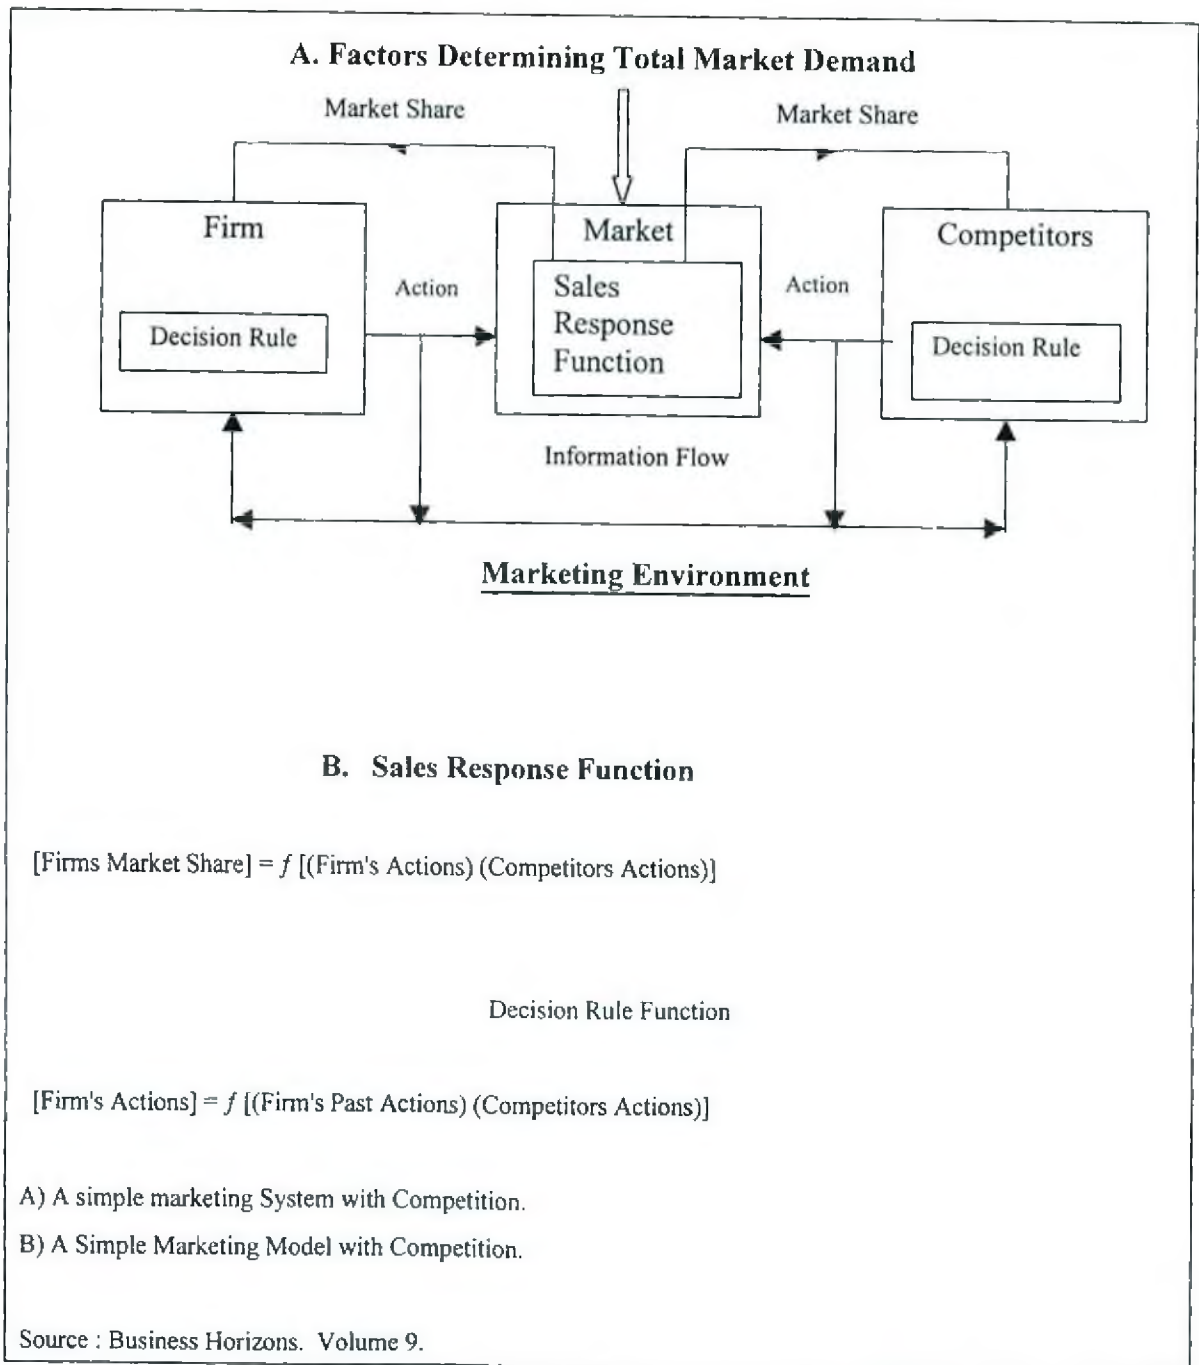 A. Factors Determining Total Market Demand
Market Share
Market Share
Firm
Market
Competitors
Action
Action
Sales
Response
Function
Decision Rule
Decision Rule
Information Flow
Marketing Environment
B. Sales Response Function
[Firms Market Share] = f [(Firm's Actions) (Competitors Actions)]
Decision Rule Function
[Firm's Actions] = f [(Firm's Past Actions) (Competitors Actions)]
A) A simple marketing System with Competition.
B) A Simple Marketing Model with Competition.
Source : Business Horizons. Volume 9.